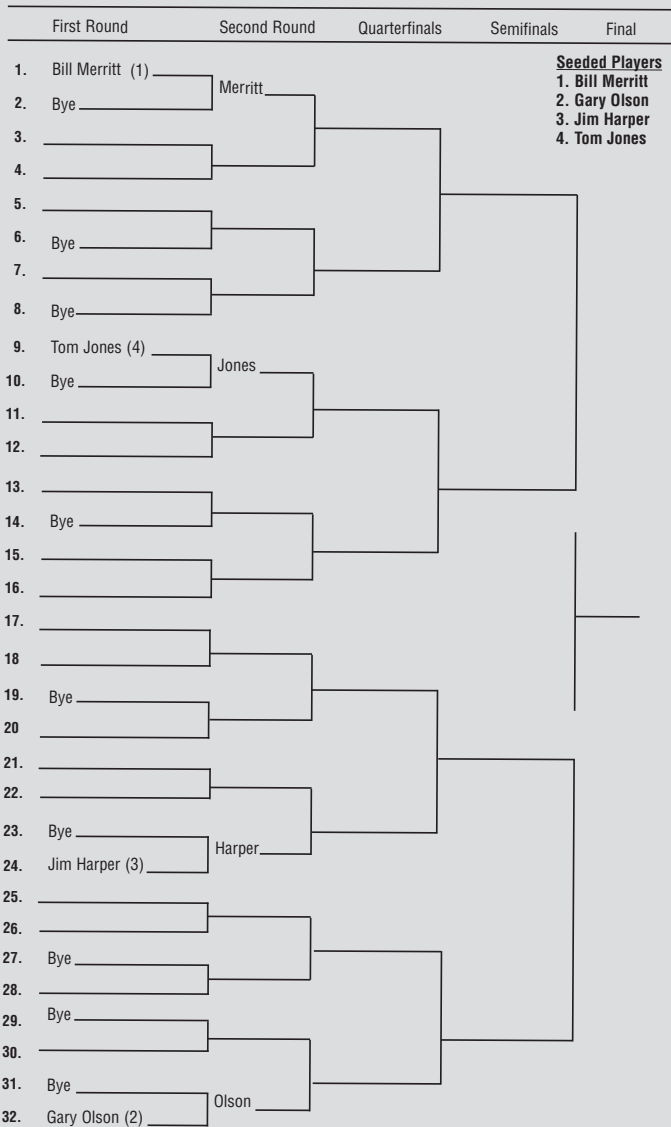 First Round Second Round Quarterfinals Semifinals Final
Seeded Players
1. Bill Merritt
2. Gary Olson
3. Jim Harper
4. Tom Jones
1. Bill Merritt (1)
Merritt
2. Bye
3.
4.
5.
6. Bye
7.
8. Bye
9. Tom Jones (4)
Jones
10. Bye
11.
12.
13.
14. Bye
15.
16.
17.
18
19. Bye
20
21.
22.
23. Bye
Harper
24. Jim Harper (3)
25.
26.
27. Bye
28.
29. Bye
30.
31. Bye
Olson
32. Gary Olson (2)